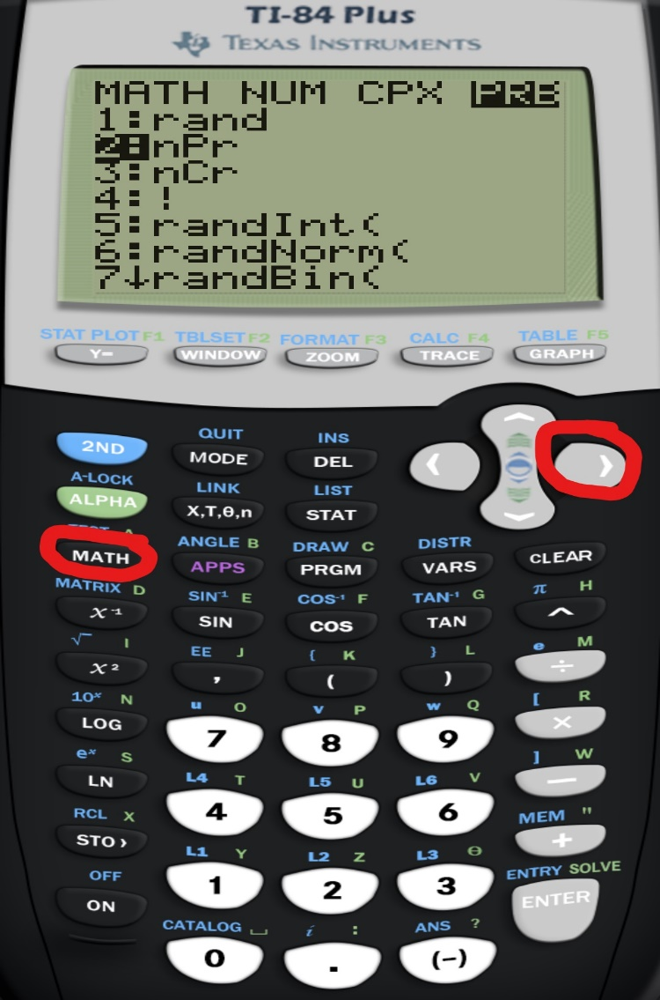 TI-84 Plus
TEXAS INSTRUMENTS
MATH NUM CPX PRB
1:rand
2:nPr
3:nCr
4:!
5:randInt(
6:randNorm(
7↓randBin(
STAT PLOT F1 TBLSET F2 FORMAT F3 CALC F4 TABLE F5
Y= WINDOW ZOOM TRACE GRAPH
QUIT INS
2ND MODE DEL
A-LOCK LINK LIST
ALPHA X,T,θ,n STAT
TEST A ANGLE B DRAW C DISTR
MATH APPS PRGM VARS CLEAR
MATRIX D SIN⁻¹ E COS⁻¹ F TAN⁻¹ G π H
x⁻¹ SIN COS TAN ^
√‾ I EE J { K } L e M
x² , ( ) ÷
10ˣ N u O v P w Q [ R
LOG 7 8 9 ×
eˣ S L4 T L5 U L6 V ] W
LN 4 5 6 —
RCL X L1 Y L2 Z L3 Θ MEM "
STO › 1 2 3 +
OFF ENTRY SOLVE
ON ENTER
CATALOG ⎵ i : ANS ?
0 . (−)